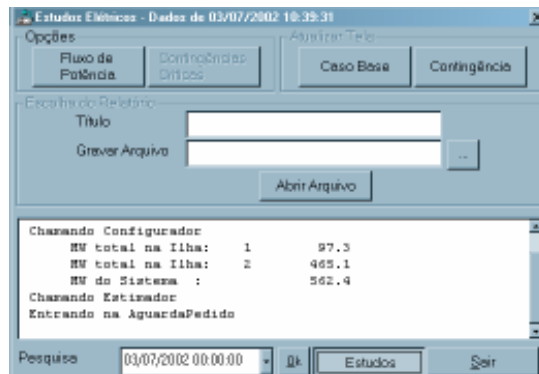 Estudos Elétricos - Dados de 03/07/2002 10:39:31
Opções
Atualizar Tela
Fluxo de Potência
Contingências Críticas
Caso Base
Contingência
Escolha do Relatório
Título
Gravar Arquivo
...
Abrir Arquivo
Chamando Configurador
MW total na Ilha: 1 97.3
MW total na Ilha: 2 465.1
MW do Sistema : 562.4
Chamando Estimador
Entrando na AguardaPedido
Pesquisa 03/07/2002 00:00:00 Ok Estudos Sair